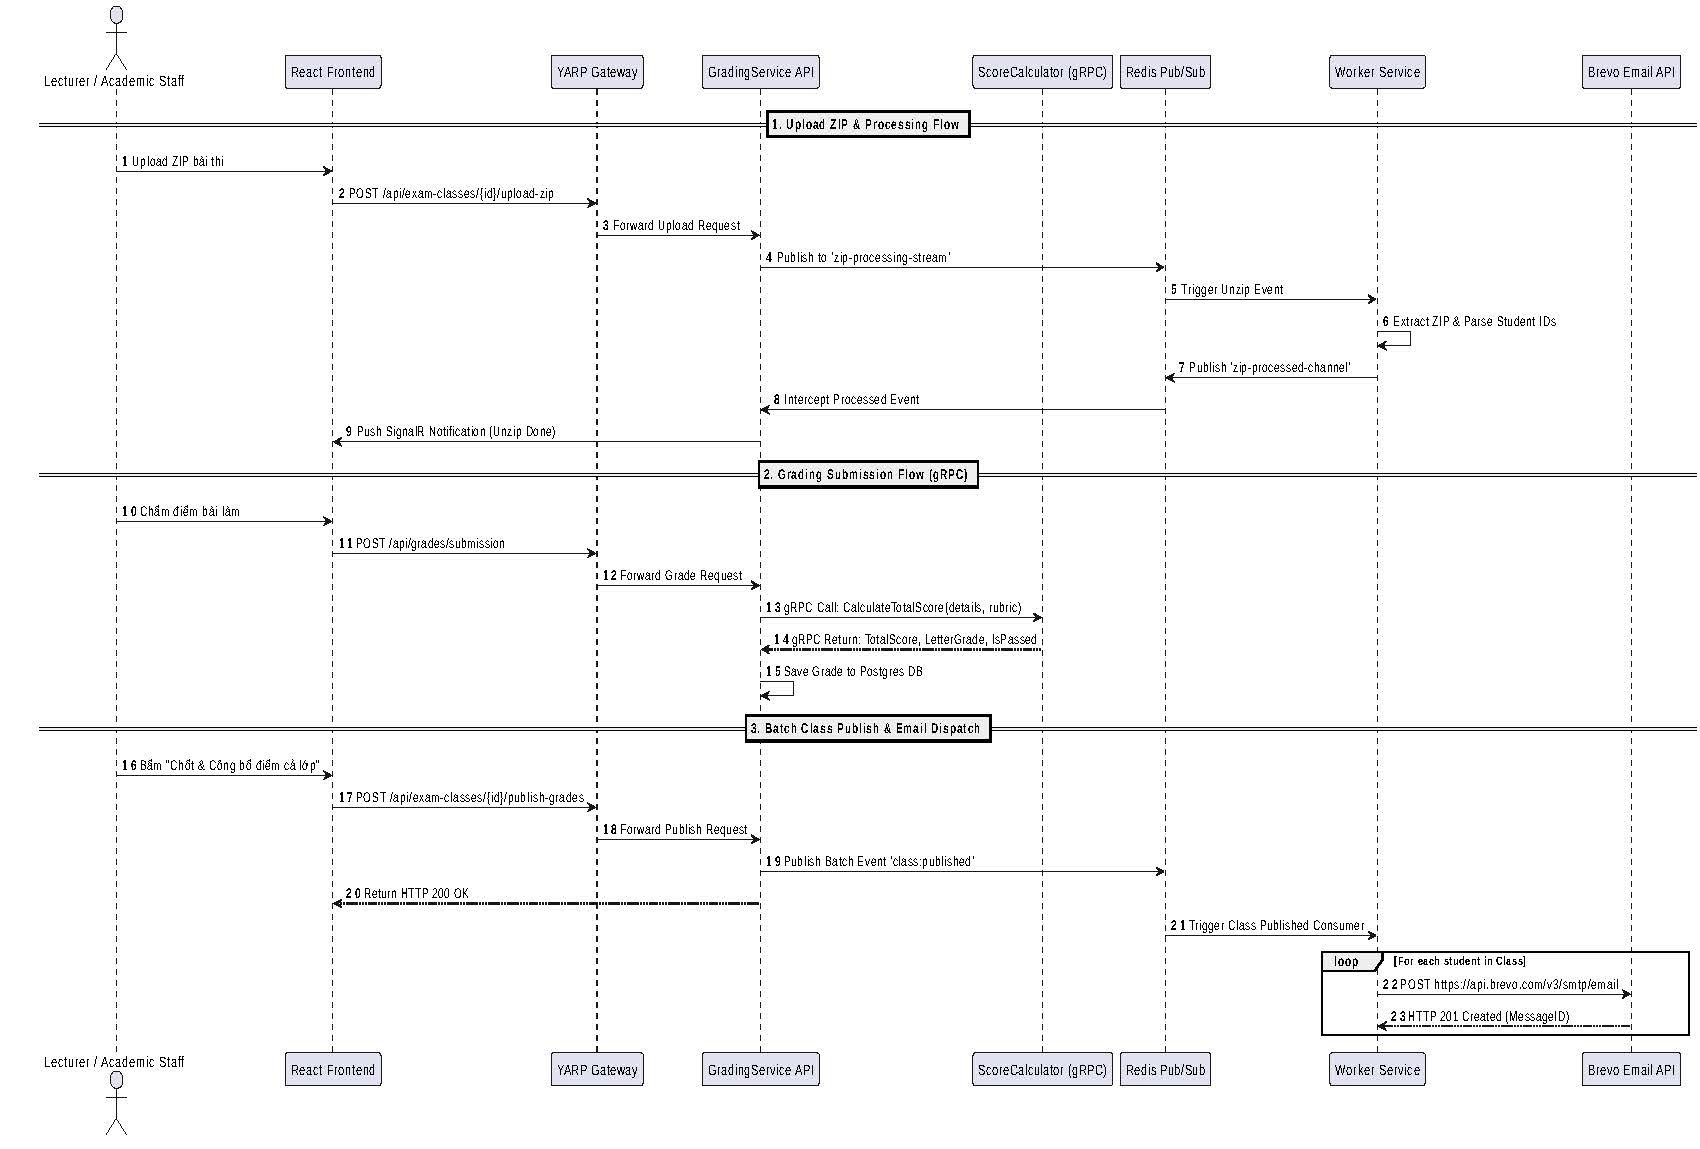 Lecturer / Academic Staff
React Frontend
YARP Gateway
GradingService API
ScoreCalculator (gRPC)
Redis Pub/Sub
Worker Service
Brevo Email API
1. Upload ZIP & Processing Flow
1 Upload ZIP bài thi
2 POST /api/exam-classes/{id}/upload-zip
3 Forward Upload Request
4 Publish to 'zip-processing-stream'
5 Trigger Unzip Event
6 Extract ZIP & Parse Student IDs
7 Publish 'zip-processed-channel'
8 Intercept Processed Event
9 Push SignalR Notification (Unzip Done)
2. Grading Submission Flow (gRPC)
10 Chấm điểm bài làm
11 POST /api/grades/submission
12 Forward Grade Request
13 gRPC Call: CalculateTotalScore(details, rubric)
14 gRPC Return: TotalScore, LetterGrade, IsPassed
15 Save Grade to Postgres DB
3. Batch Class Publish & Email Dispatch
16 Bấm "Chốt & Công bố điểm cả lớp"
17 POST /api/exam-classes/{id}/publish-grades
18 Forward Publish Request
19 Publish Batch Event 'class:published'
20 Return HTTP 200 OK
21 Trigger Class Published Consumer
loop [For each student in Class]
22 POST https://api.brevo.com/v3/smtp/email
23 HTTP 201 Created (MessageID)
Lecturer / Academic Staff
React Frontend
YARP Gateway
GradingService API
ScoreCalculator (gRPC)
Redis Pub/Sub
Worker Service
Brevo Email API